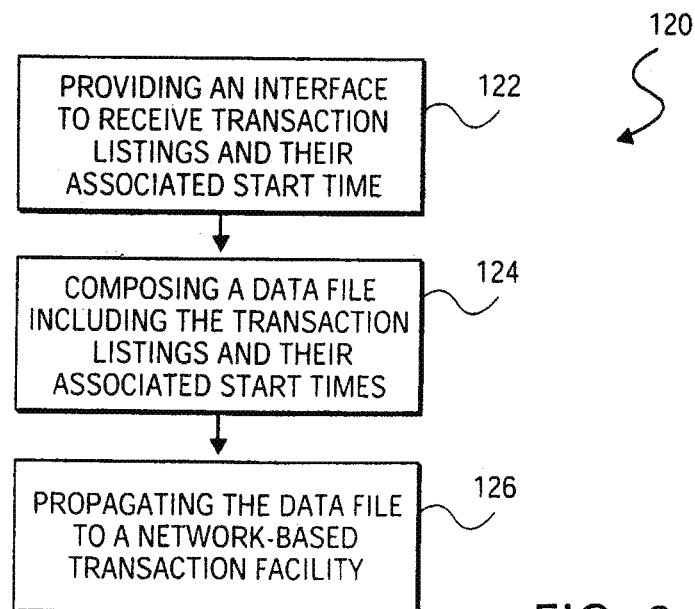 120
PROVIDING AN INTERFACE
TO RECEIVE TRANSACTION
LISTINGS AND THEIR
ASSOCIATED START TIME
122
COMPOSING A DATA FILE
INCLUDING THE TRANSACTION
LISTINGS AND THEIR
ASSOCIATED START TIMES
124
PROPAGATING THE DATA FILE
TO A NETWORK-BASED
TRANSACTION FACILITY
126
FIG.